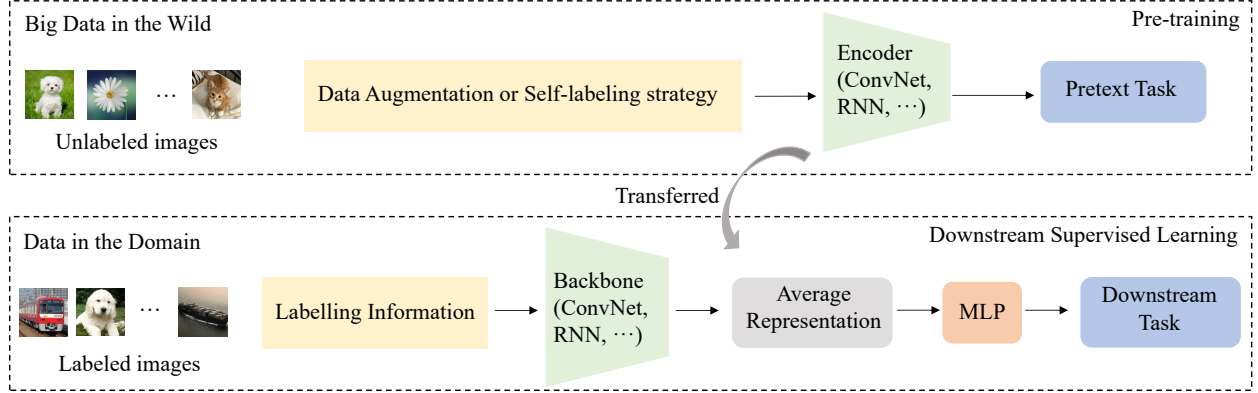 Big Data in the Wild
Pre-training
...
Unlabeled images
Data Augmentation or Self-labeling strategy
Encoder
(ConvNet,
RNN, ···)
Pretext Task
Transferred
Data in the Domain
Downstream Supervised Learning
...
Labeled images
Labelling Information
Backbone
(ConvNet,
RNN, ···)
Average
Representation
MLP
Downstream
Task